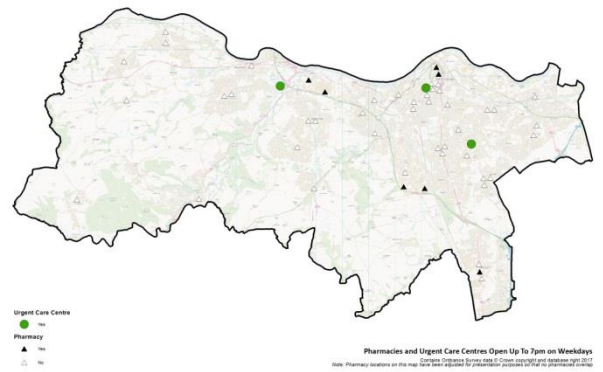 Urgent Care Centre
Yes
Pharmacy
Yes
No
Pharmacies and Urgent Care Centres Open Up To 7pm on Weekdays
Contains Ordnance Survey data © Crown copyright and database right 2017
Note: Pharmacy locations on this map have been adjusted for presentation purposes so that no pharmacies overlap